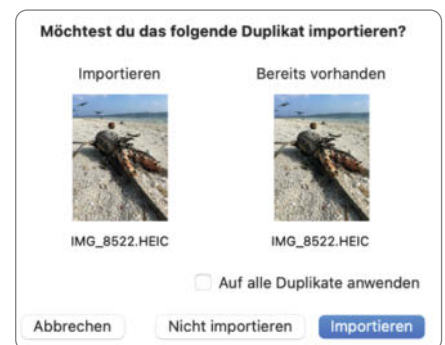 Möchtest du das folgende Duplikat importieren?
Importieren
Bereits vorhanden
IMG_8522.HEIC
IMG_8522.HEIC
Auf alle Duplikate anwenden
Abbrechen
Nicht importieren
Importieren